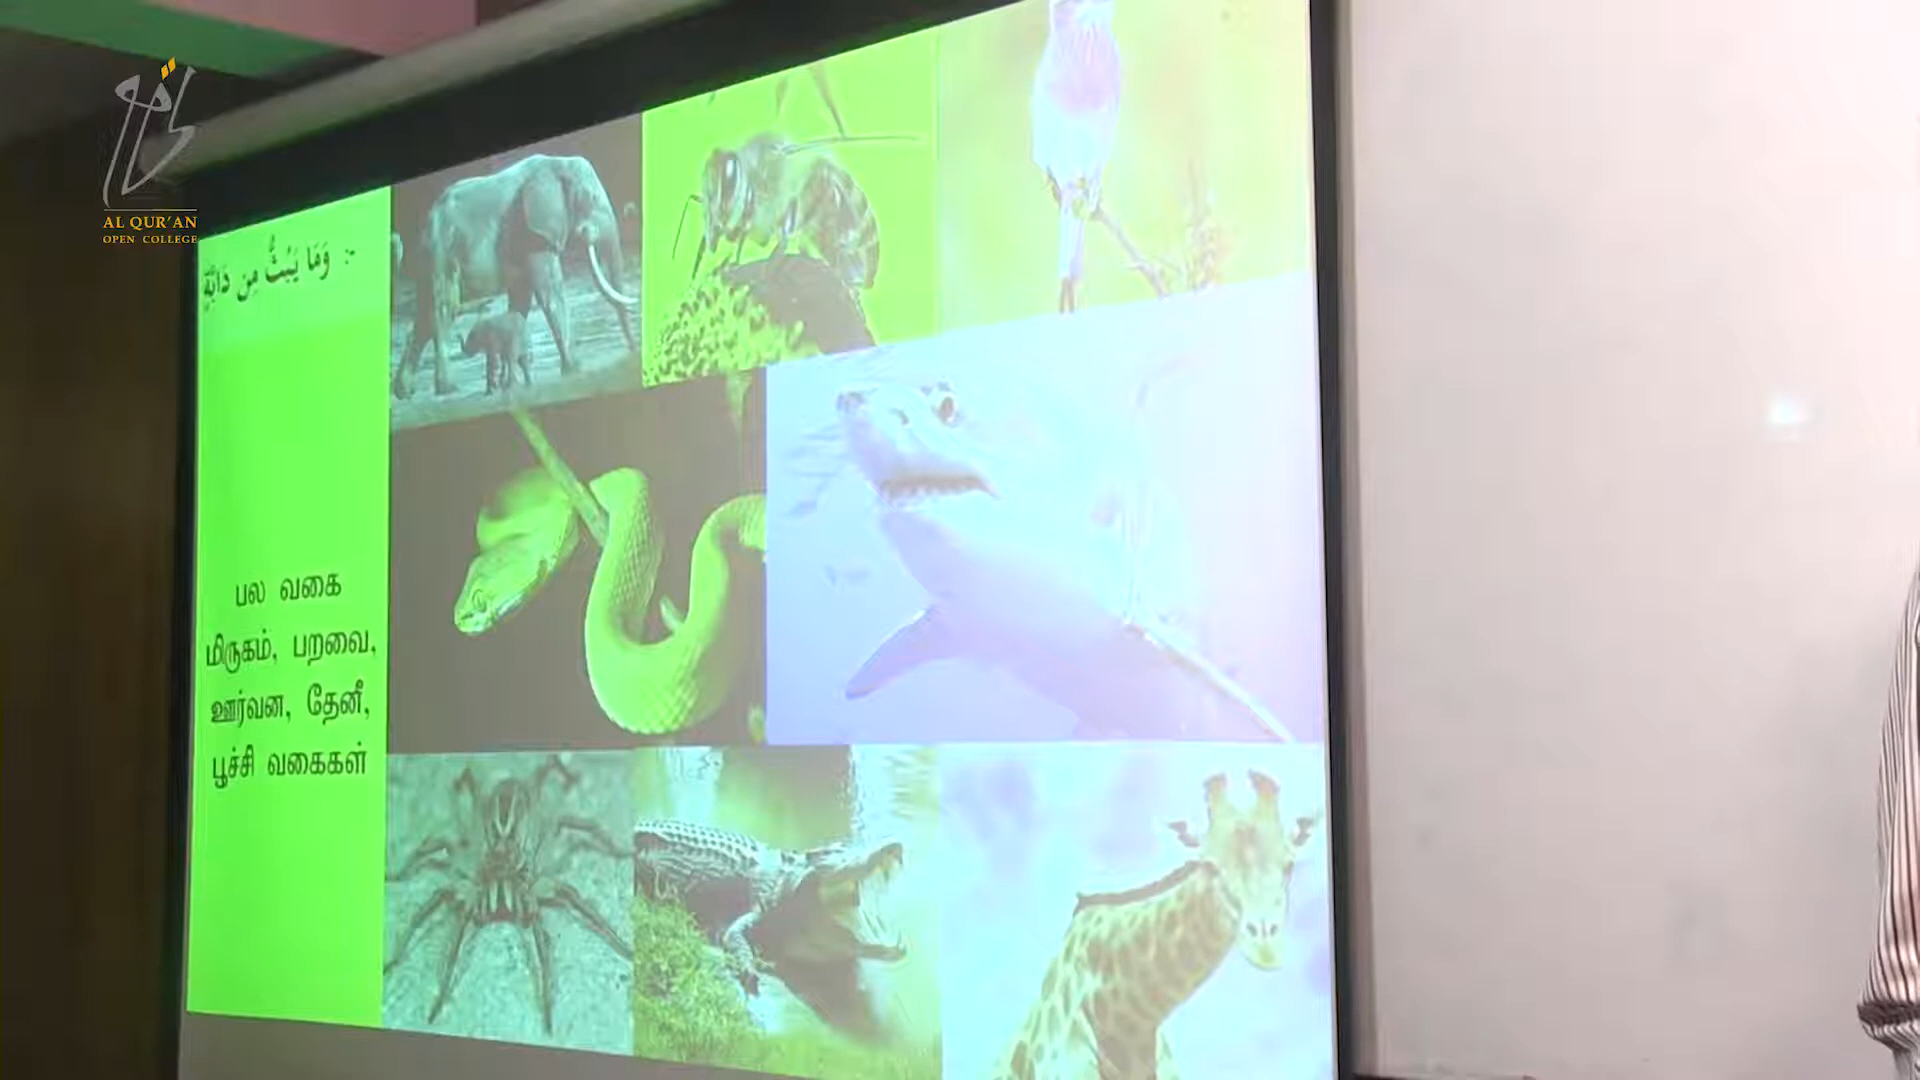 AL QUR'AN
OPEN COLLEGE
وَمَا يَبُثُّ مِن دَابَّةٍ :-
பல வகை
மிருகம், பறவை,
ஊர்வன, தேனீ,
பூச்சி வகைகள்